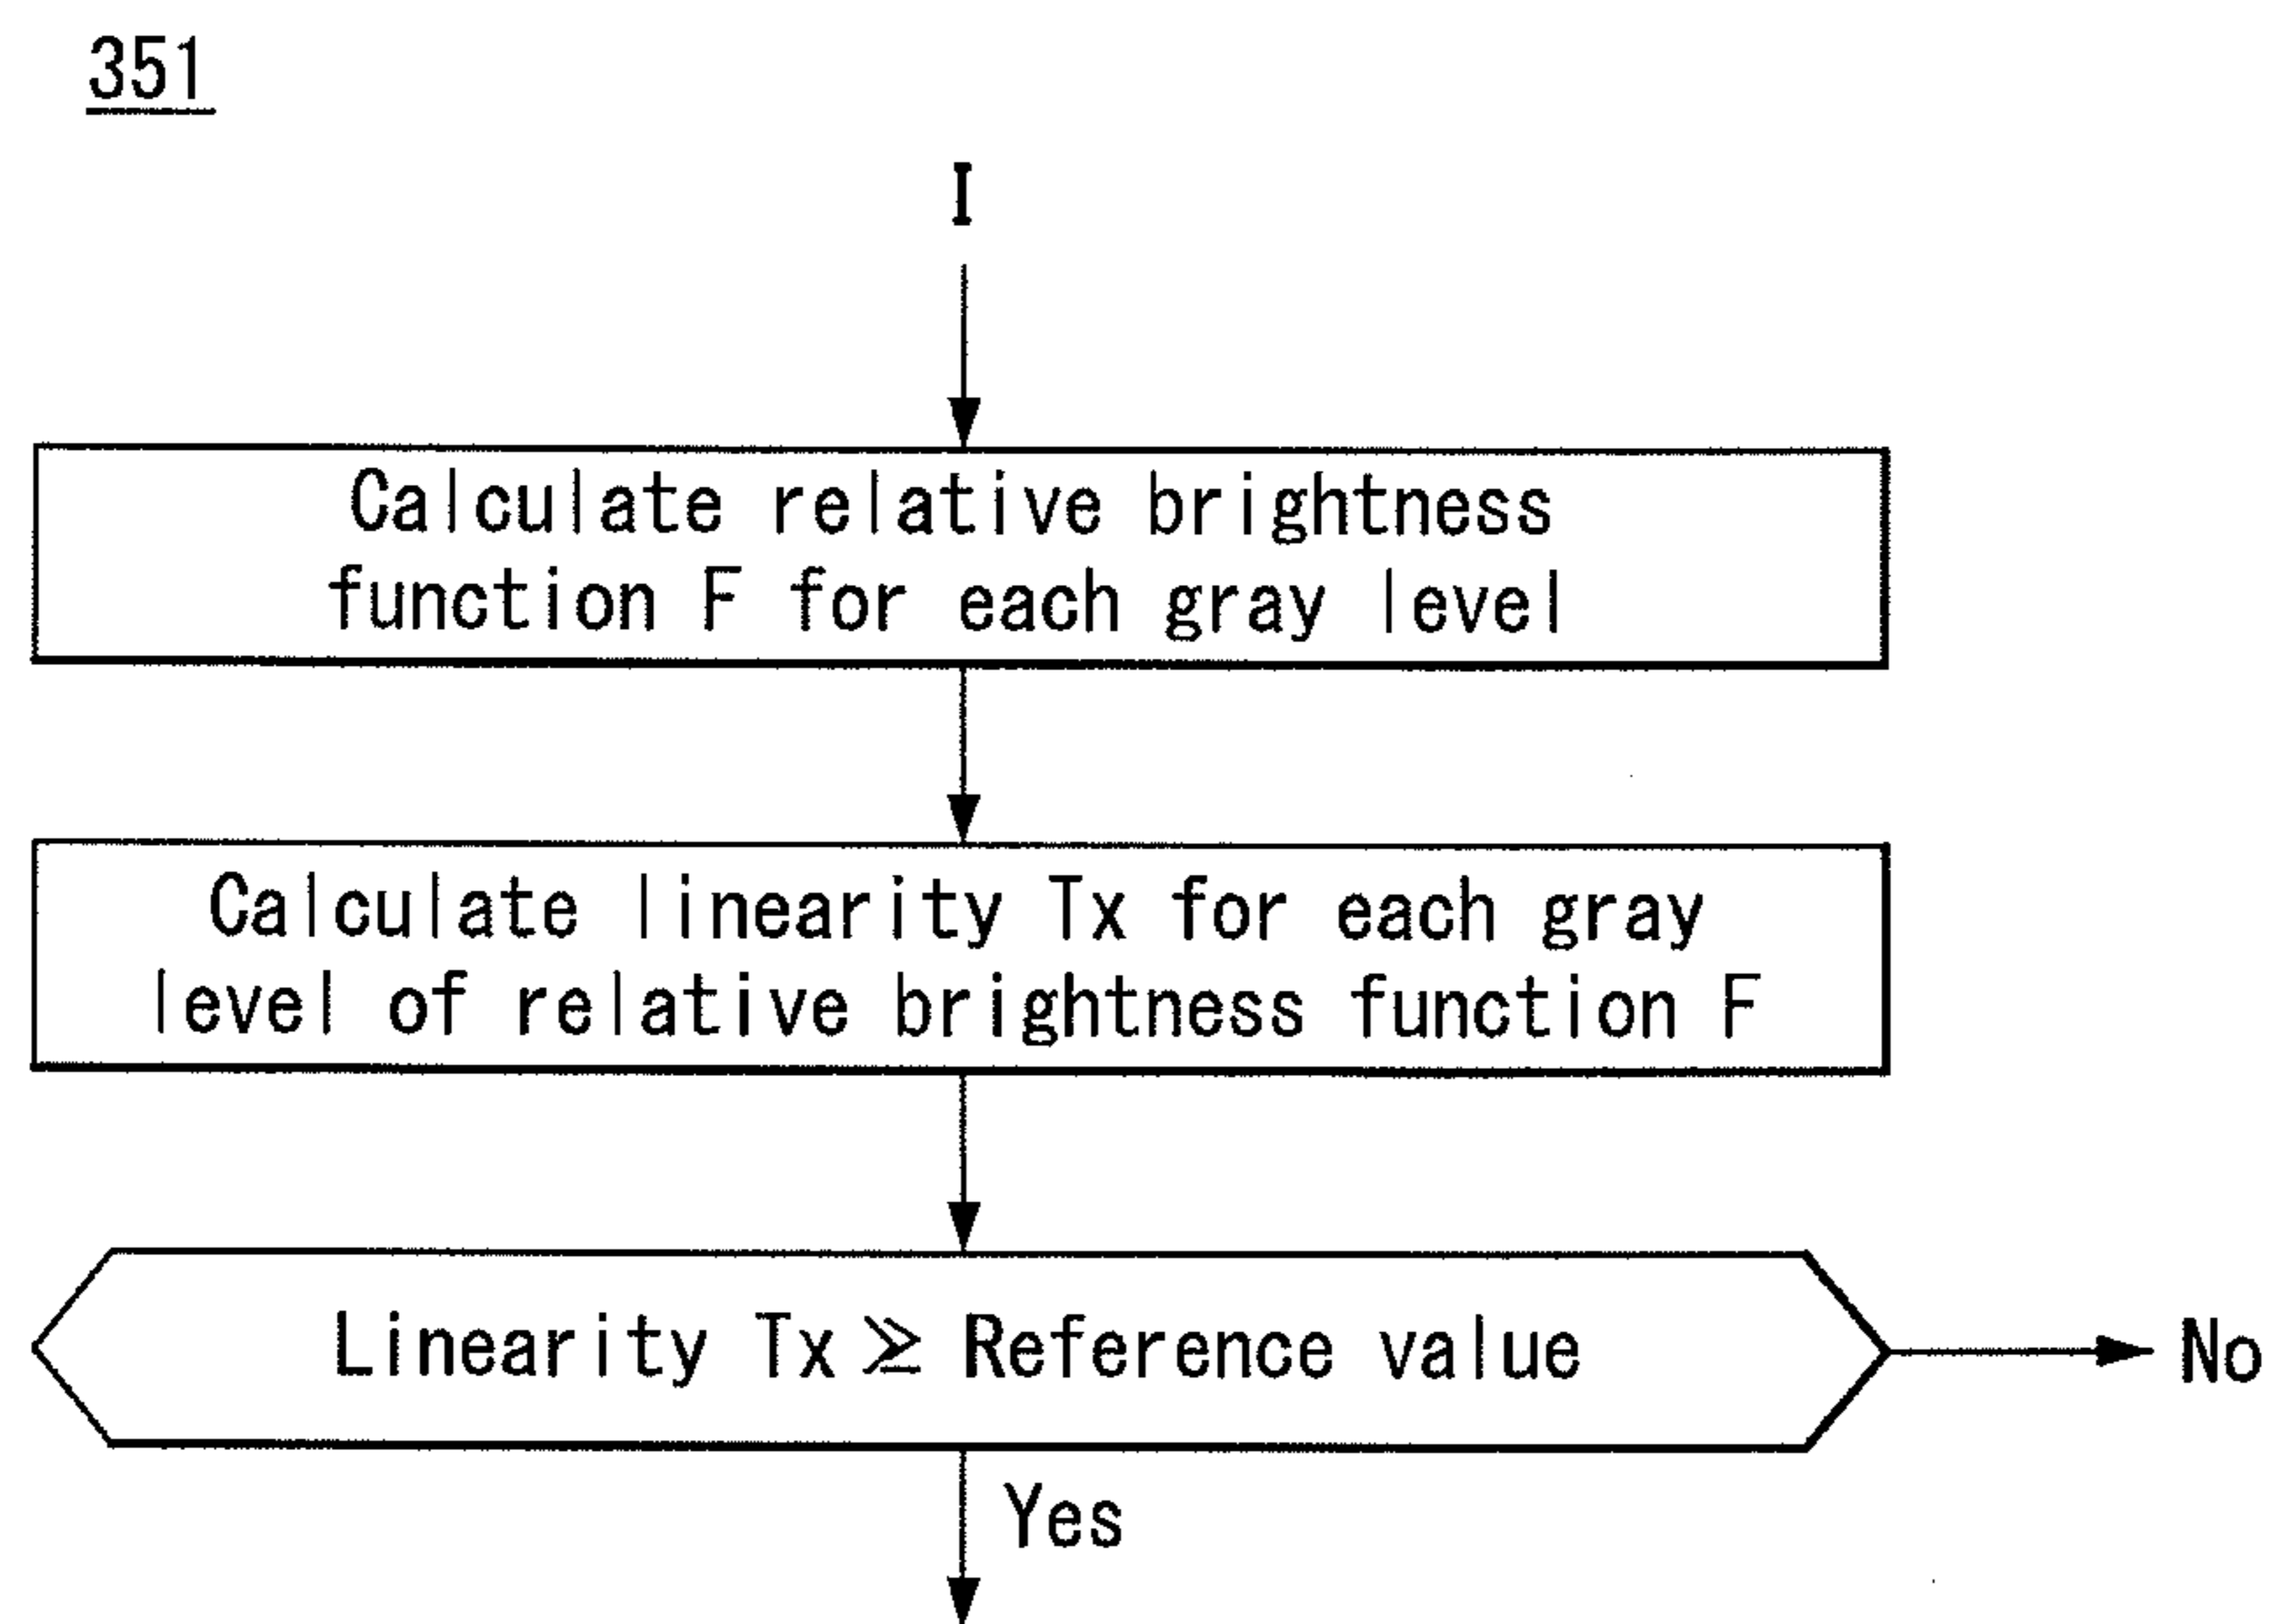 351
I
Calculate relative brightness
function F for each gray level
Calculate linearity Tx for each gray
level of relative brightness function F
Linearity Tx ≧ Reference value
No
Yes